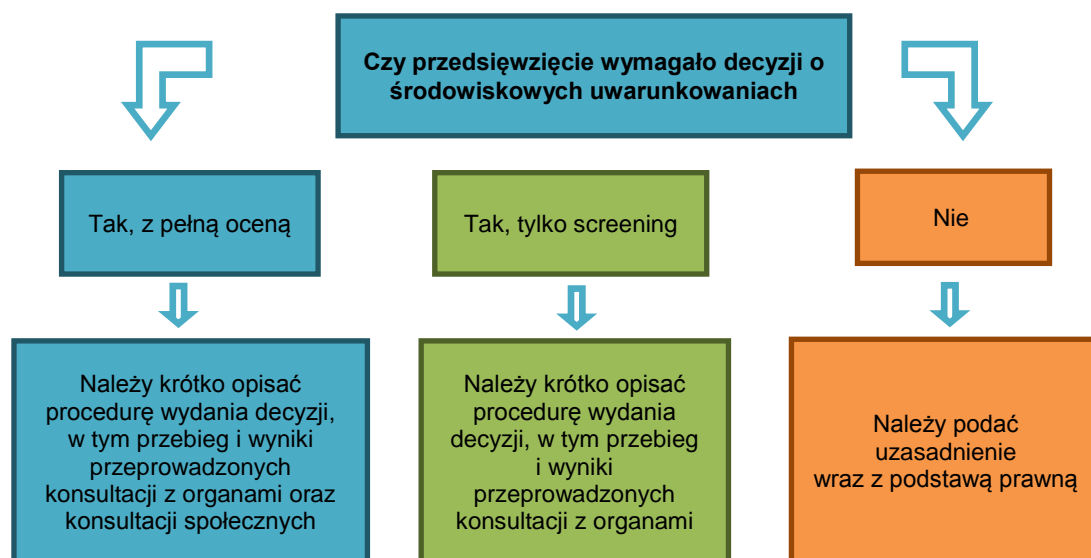 Czy przedsięwzięcie wymagało decyzji o
środowiskowych uwarunkowaniach
Tak, z pełną oceną
Tak, tylko screening
Nie
Należy krótko opisać
procedurę wydania decyzji,
w tym przebieg i wyniki
przeprowadzonych
konsultacji z organami oraz
konsultacji społecznych
Należy krótko opisać
procedurę wydania
decyzji, w tym przebieg
i wyniki
przeprowadzonych
konsultacji z organami
Należy podać
uzasadnienie
wraz z podstawą prawną